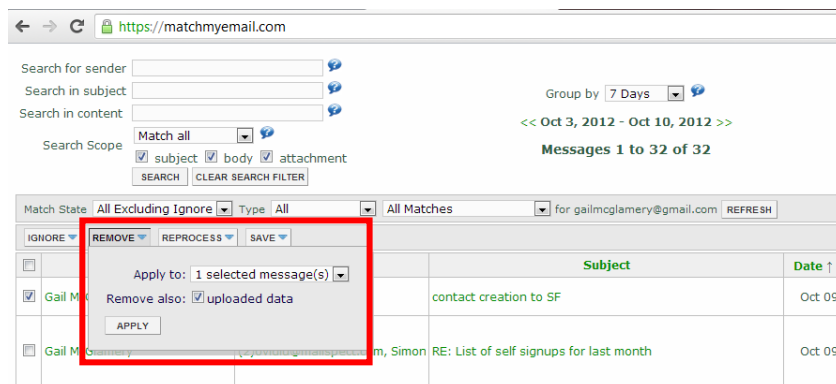 https://matchmyemail.com
Search for sender
Search in subject
Search in content
Search Scope Match all
subject body attachment
SEARCH CLEAR SEARCH FILTER
Group by 7 Days
<< Oct 3, 2012 - Oct 10, 2012 >>
Messages 1 to 32 of 32
Match State All Excluding Ignore Type All All Matches for gailmcglamery@gmail.com REFRESH
IGNORE REMOVE REPROCESS SAVE
Apply to: 1 selected message(s)
Remove also: uploaded data
APPLY
Subject Date ↑
Gail M contact creation to SF Oct 09
Gail McGlamery .com, Simon RE: List of self signups for last month Oct 09